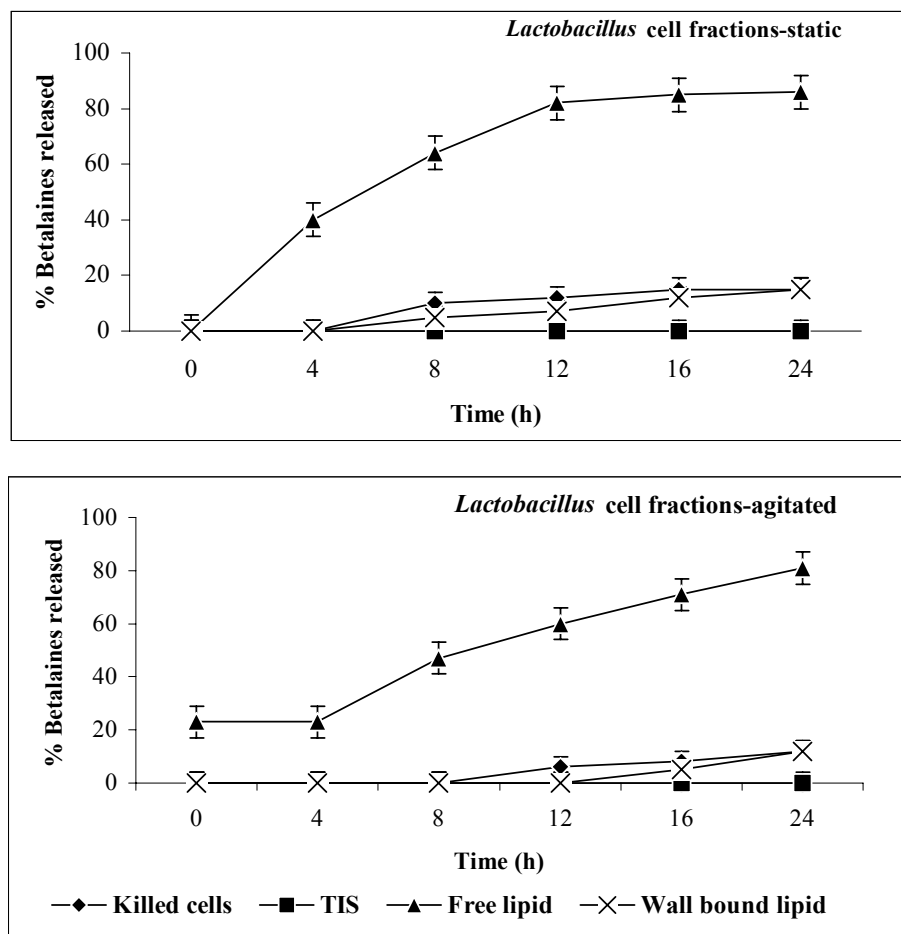 Lactobacillus cell fractions-static
% Betalaines released
100
80
60
40
20
0
0 4 8 12 16 24
Time (h)
Lactobacillus cell fractions-agitated
% Betalaines released
100
80
60
40
20
0
0 4 8 12 16 24
Time (h)
Killed cells TIS Free lipid Wall bound lipid